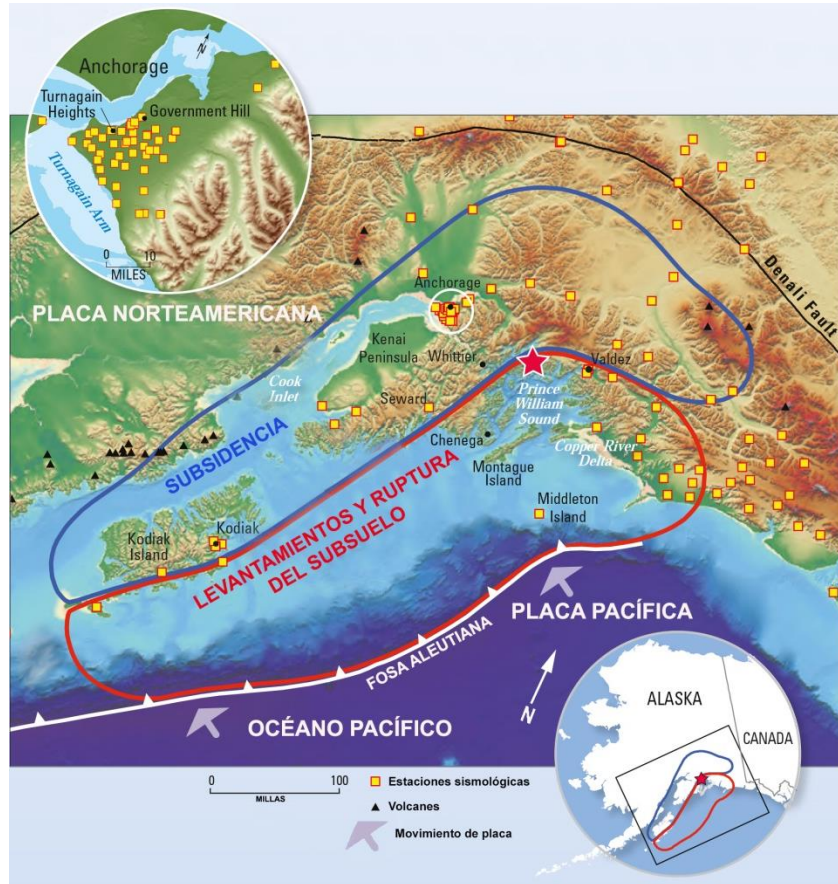 N
Anchorage
Turnagain
Heights
Government Hill
Turnagain Arm
0 10
MILES
PLACA NORTEAMERICANA
Denali Fault
Anchorage
Kenai
Peninsula
Whittier
Valdez
Cook
Inlet
Seward
Prince
William
Sound
SUBSIDENCIA
Chenega
Copper River
Delta
Montague
Island
LEVANTAMIENTOS Y RUPTURA
DEL SUBSUELO
Middleton
Island
Kodiak
Kodiak
Island
PLACA PACÍFICA
FOSA ALEUTIANA
N
OCÉANO PACÍFICO
ALASKA
CANADA
0 100
MILLAS
Estaciones sismológicas
Volcanes
Movimiento de placa